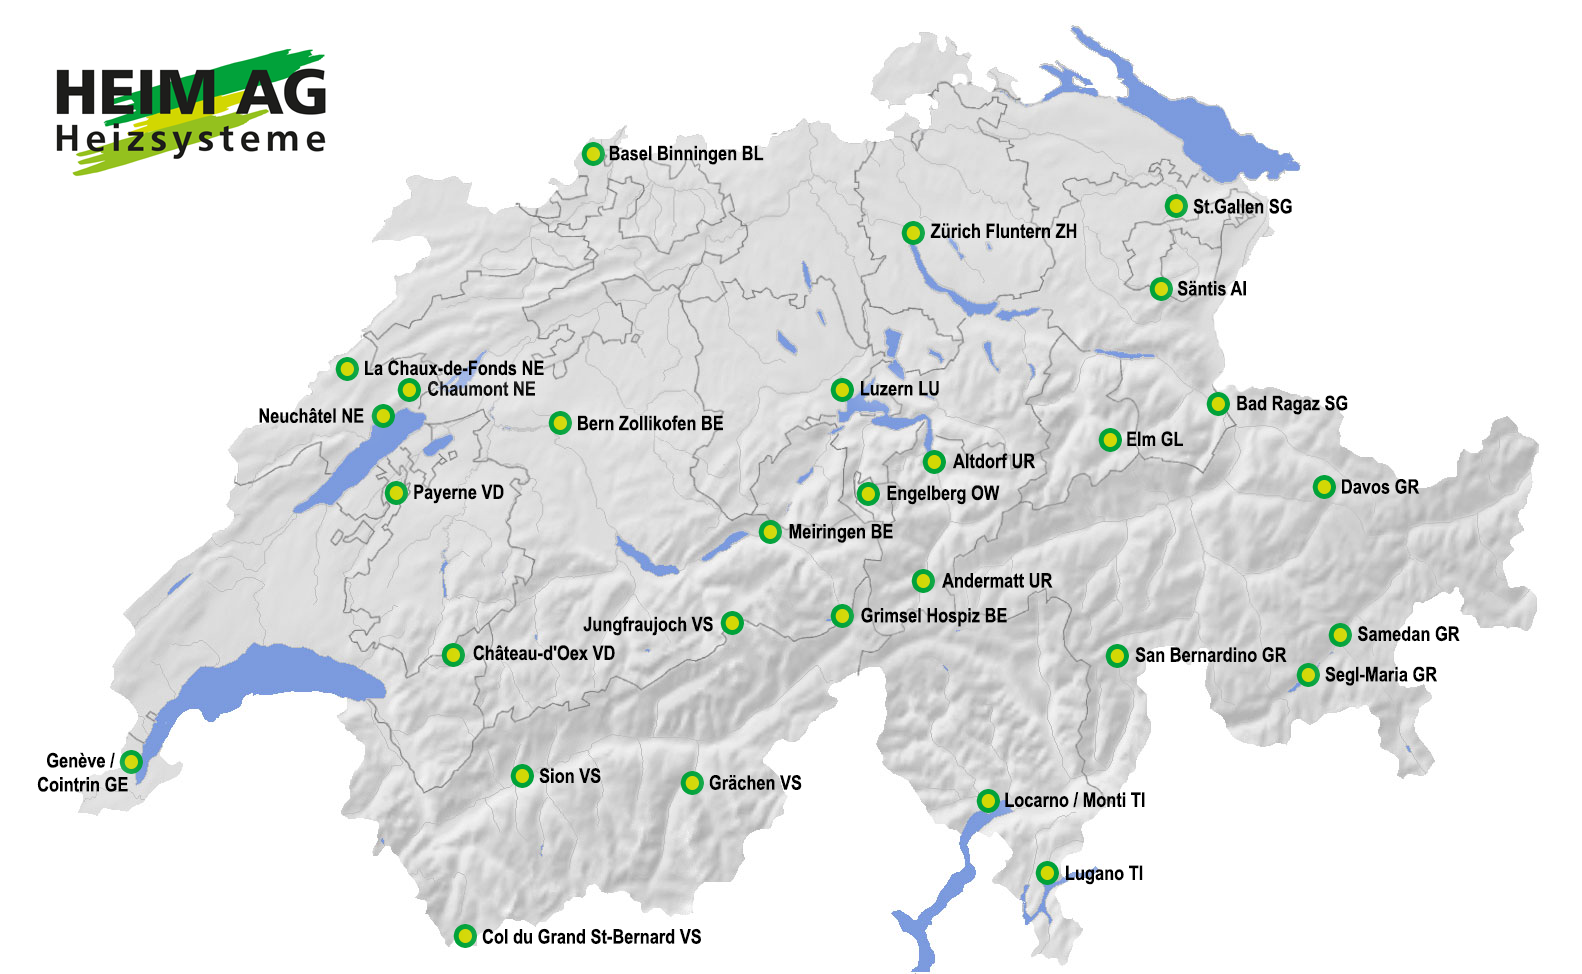 HEIM AG
Heizsysteme
Basel Binningen BL
St.Gallen SG
Zürich Fluntern ZH
Säntis AI
La Chaux-de-Fonds NE
Chaumont NE
Luzern LU
Bad Ragaz SG
Neuchâtel NE
Bern Zollikofen BE
Elm GL
Altdorf UR
Davos GR
Payerne VD
Engelberg OW
Meiringen BE
Andermatt UR
Grimsel Hospiz BE
Jungfraujoch VS
Samedan GR
Château-d'Oex VD
San Bernardino GR
Segl-Maria GR
Genève /
Cointrin GE
Sion VS
Grächen VS
Locarno / Monti TI
Lugano TI
Col du Grand St-Bernard VS